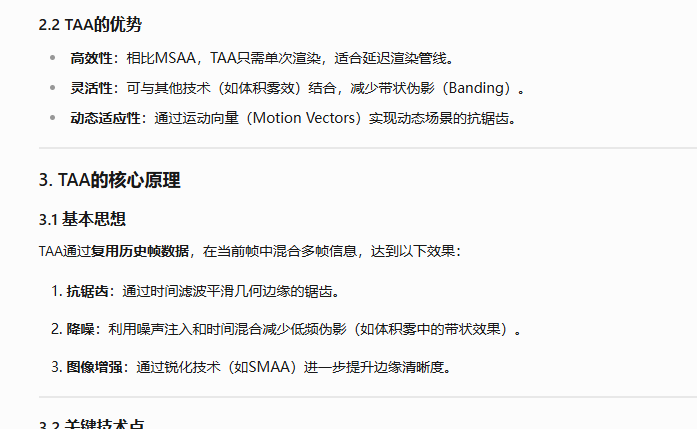 2.2 TAA的优势
高效性：相比MSAA，TAA只需单次渲染，适合延迟渲染管线。
灵活性：可与其他技术（如体积雾效）结合，减少带状伪影（Banding）。
动态适应性：通过运动向量（Motion Vectors）实现动态场景的抗锯齿。
3. TAA的核心原理
3.1 基本思想
TAA通过复用历史帧数据，在当前帧中混合多帧信息，达到以下效果：
1. 抗锯齿：通过时间滤波平滑几何边缘的锯齿。
2. 降噪：利用噪声注入和时间混合减少低频伪影（如体积雾中的带状效果）。
3. 图像增强：通过锐化技术（如SMAA）进一步提升边缘清晰度。
3.2 关键技术点